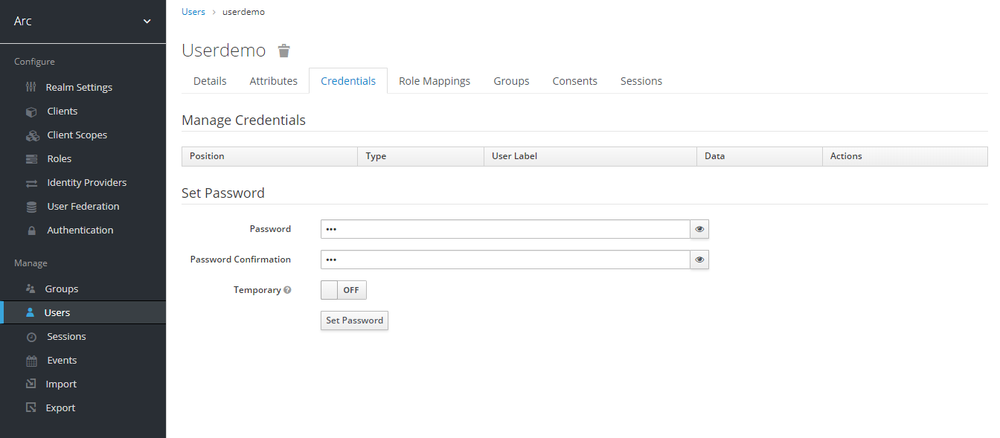 Arc
Configure
Realm Settings
Clients
Client Scopes
Roles
Identity Providers
User Federation
Authentication
Manage
Groups
Users
Sessions
Events
Import
Export
Users > userdemo
Userdemo
Details Attributes Credentials Role Mappings Groups Consents Sessions
Manage Credentials
Position Type User Label Data Actions
Set Password
Password •••
Password Confirmation •••
Temporary OFF
Set Password